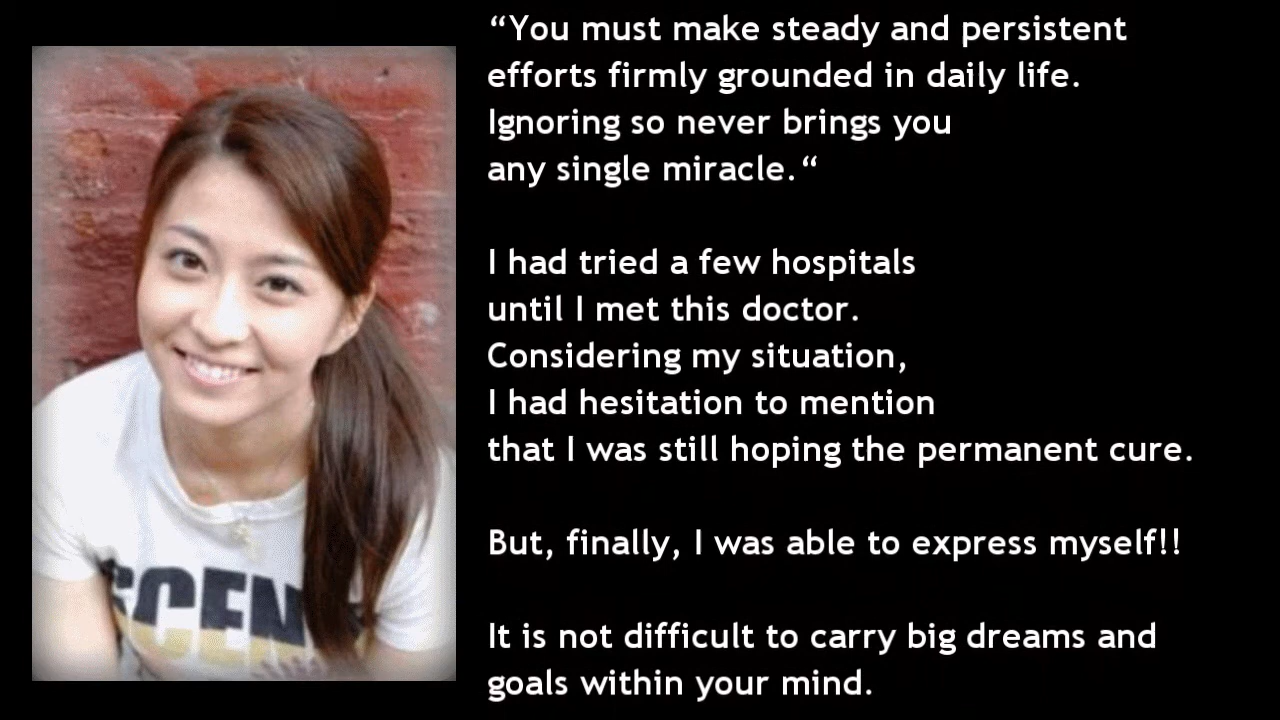 “You must make steady and persistent
efforts firmly grounded in daily life.
Ignoring so never brings you
any single miracle.“
I had tried a few hospitals
until I met this doctor.
Considering my situation,
I had hesitation to mention
that I was still hoping the permanent cure.
But, finally, I was able to express myself!!
It is not difficult to carry big dreams and
goals within your mind.
SCEN